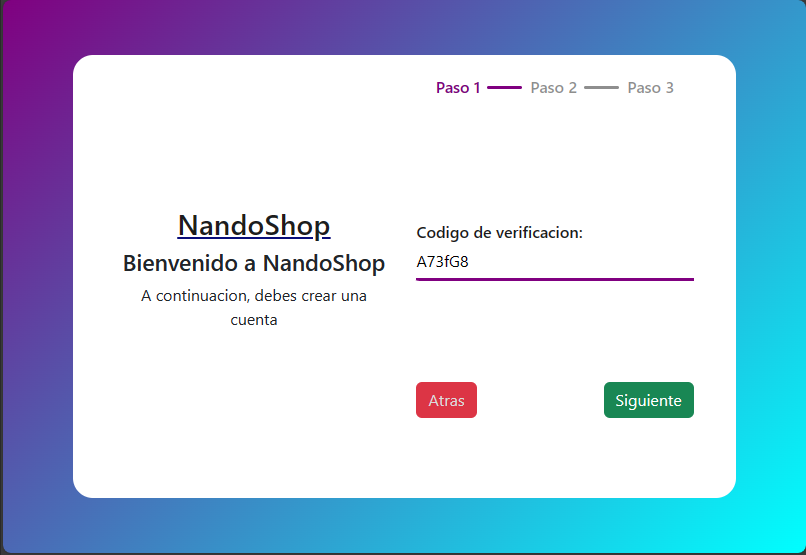 Paso 1 Paso 2 Paso 3
NandoShop
Bienvenido a NandoShop
A continuacion, debes crear una
cuenta
Codigo de verificacion:
A73fG8
Atras
Siguiente